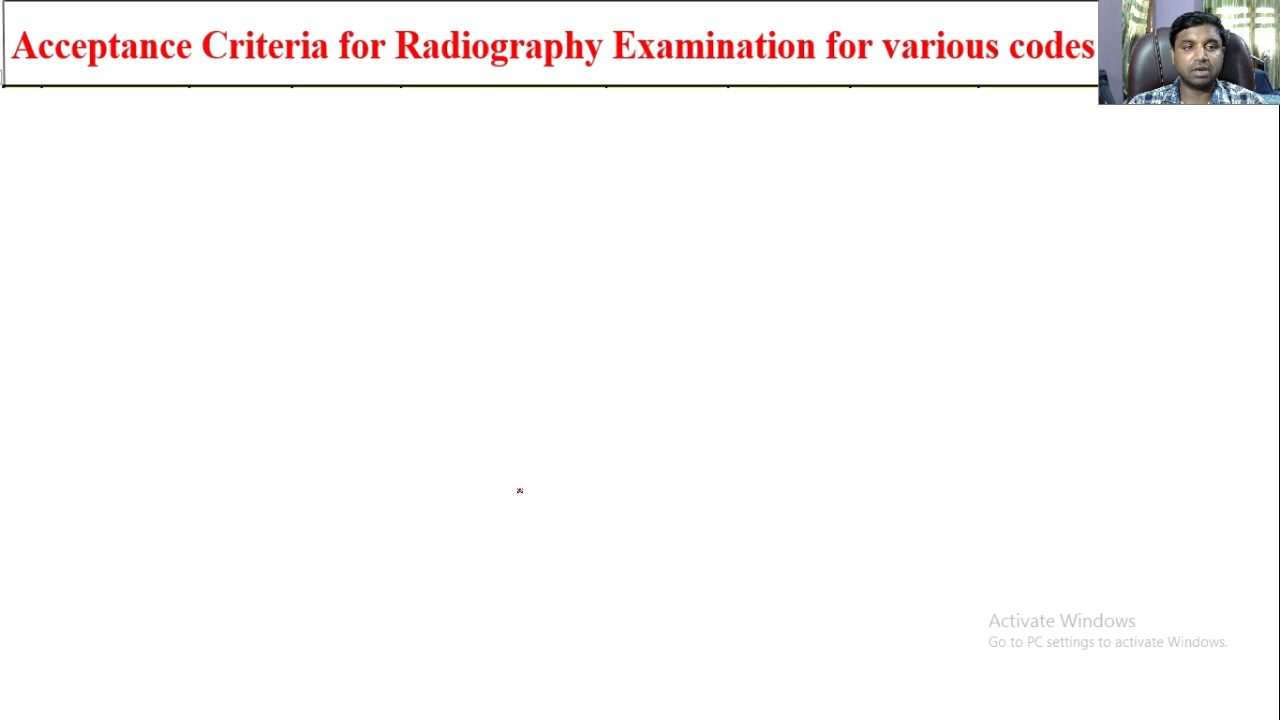 Acceptance Criteria for Radiography Examination for various codes
Activate Windows
Go to PC settings to activate Windows.